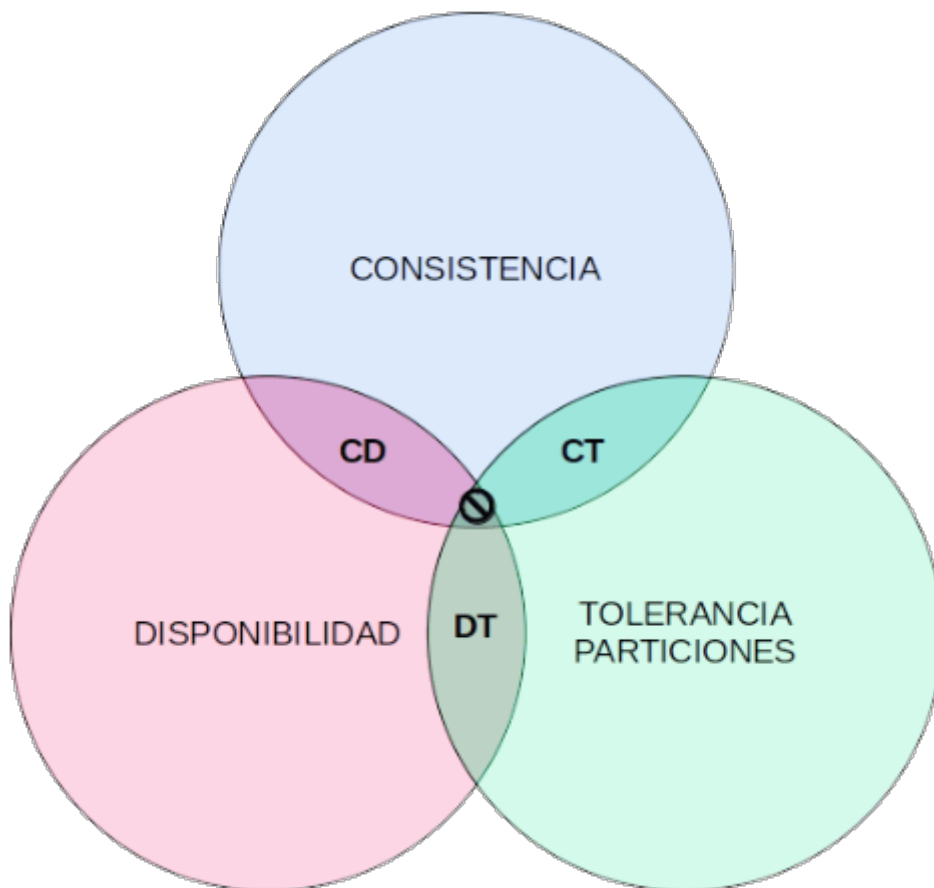 CONSISTENCIA
CD
CT
DISPONIBILIDAD
DT
TOLERANCIA
PARTICIONES